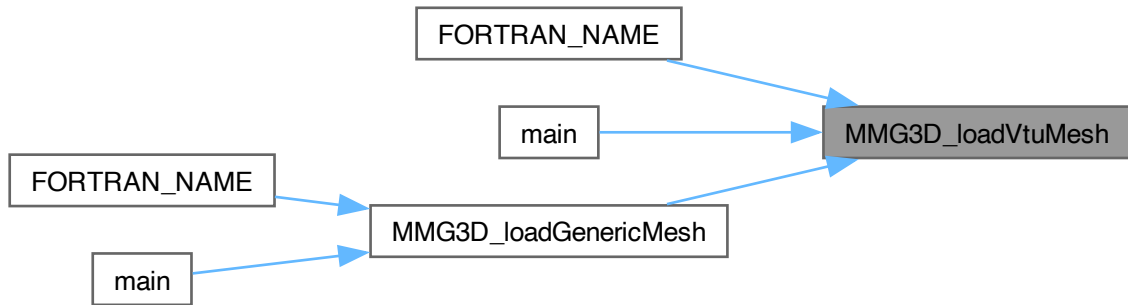 FORTRAN_NAME
main
MMG3D_loadVtuMesh
FORTRAN_NAME
MMG3D_loadGenericMesh
main